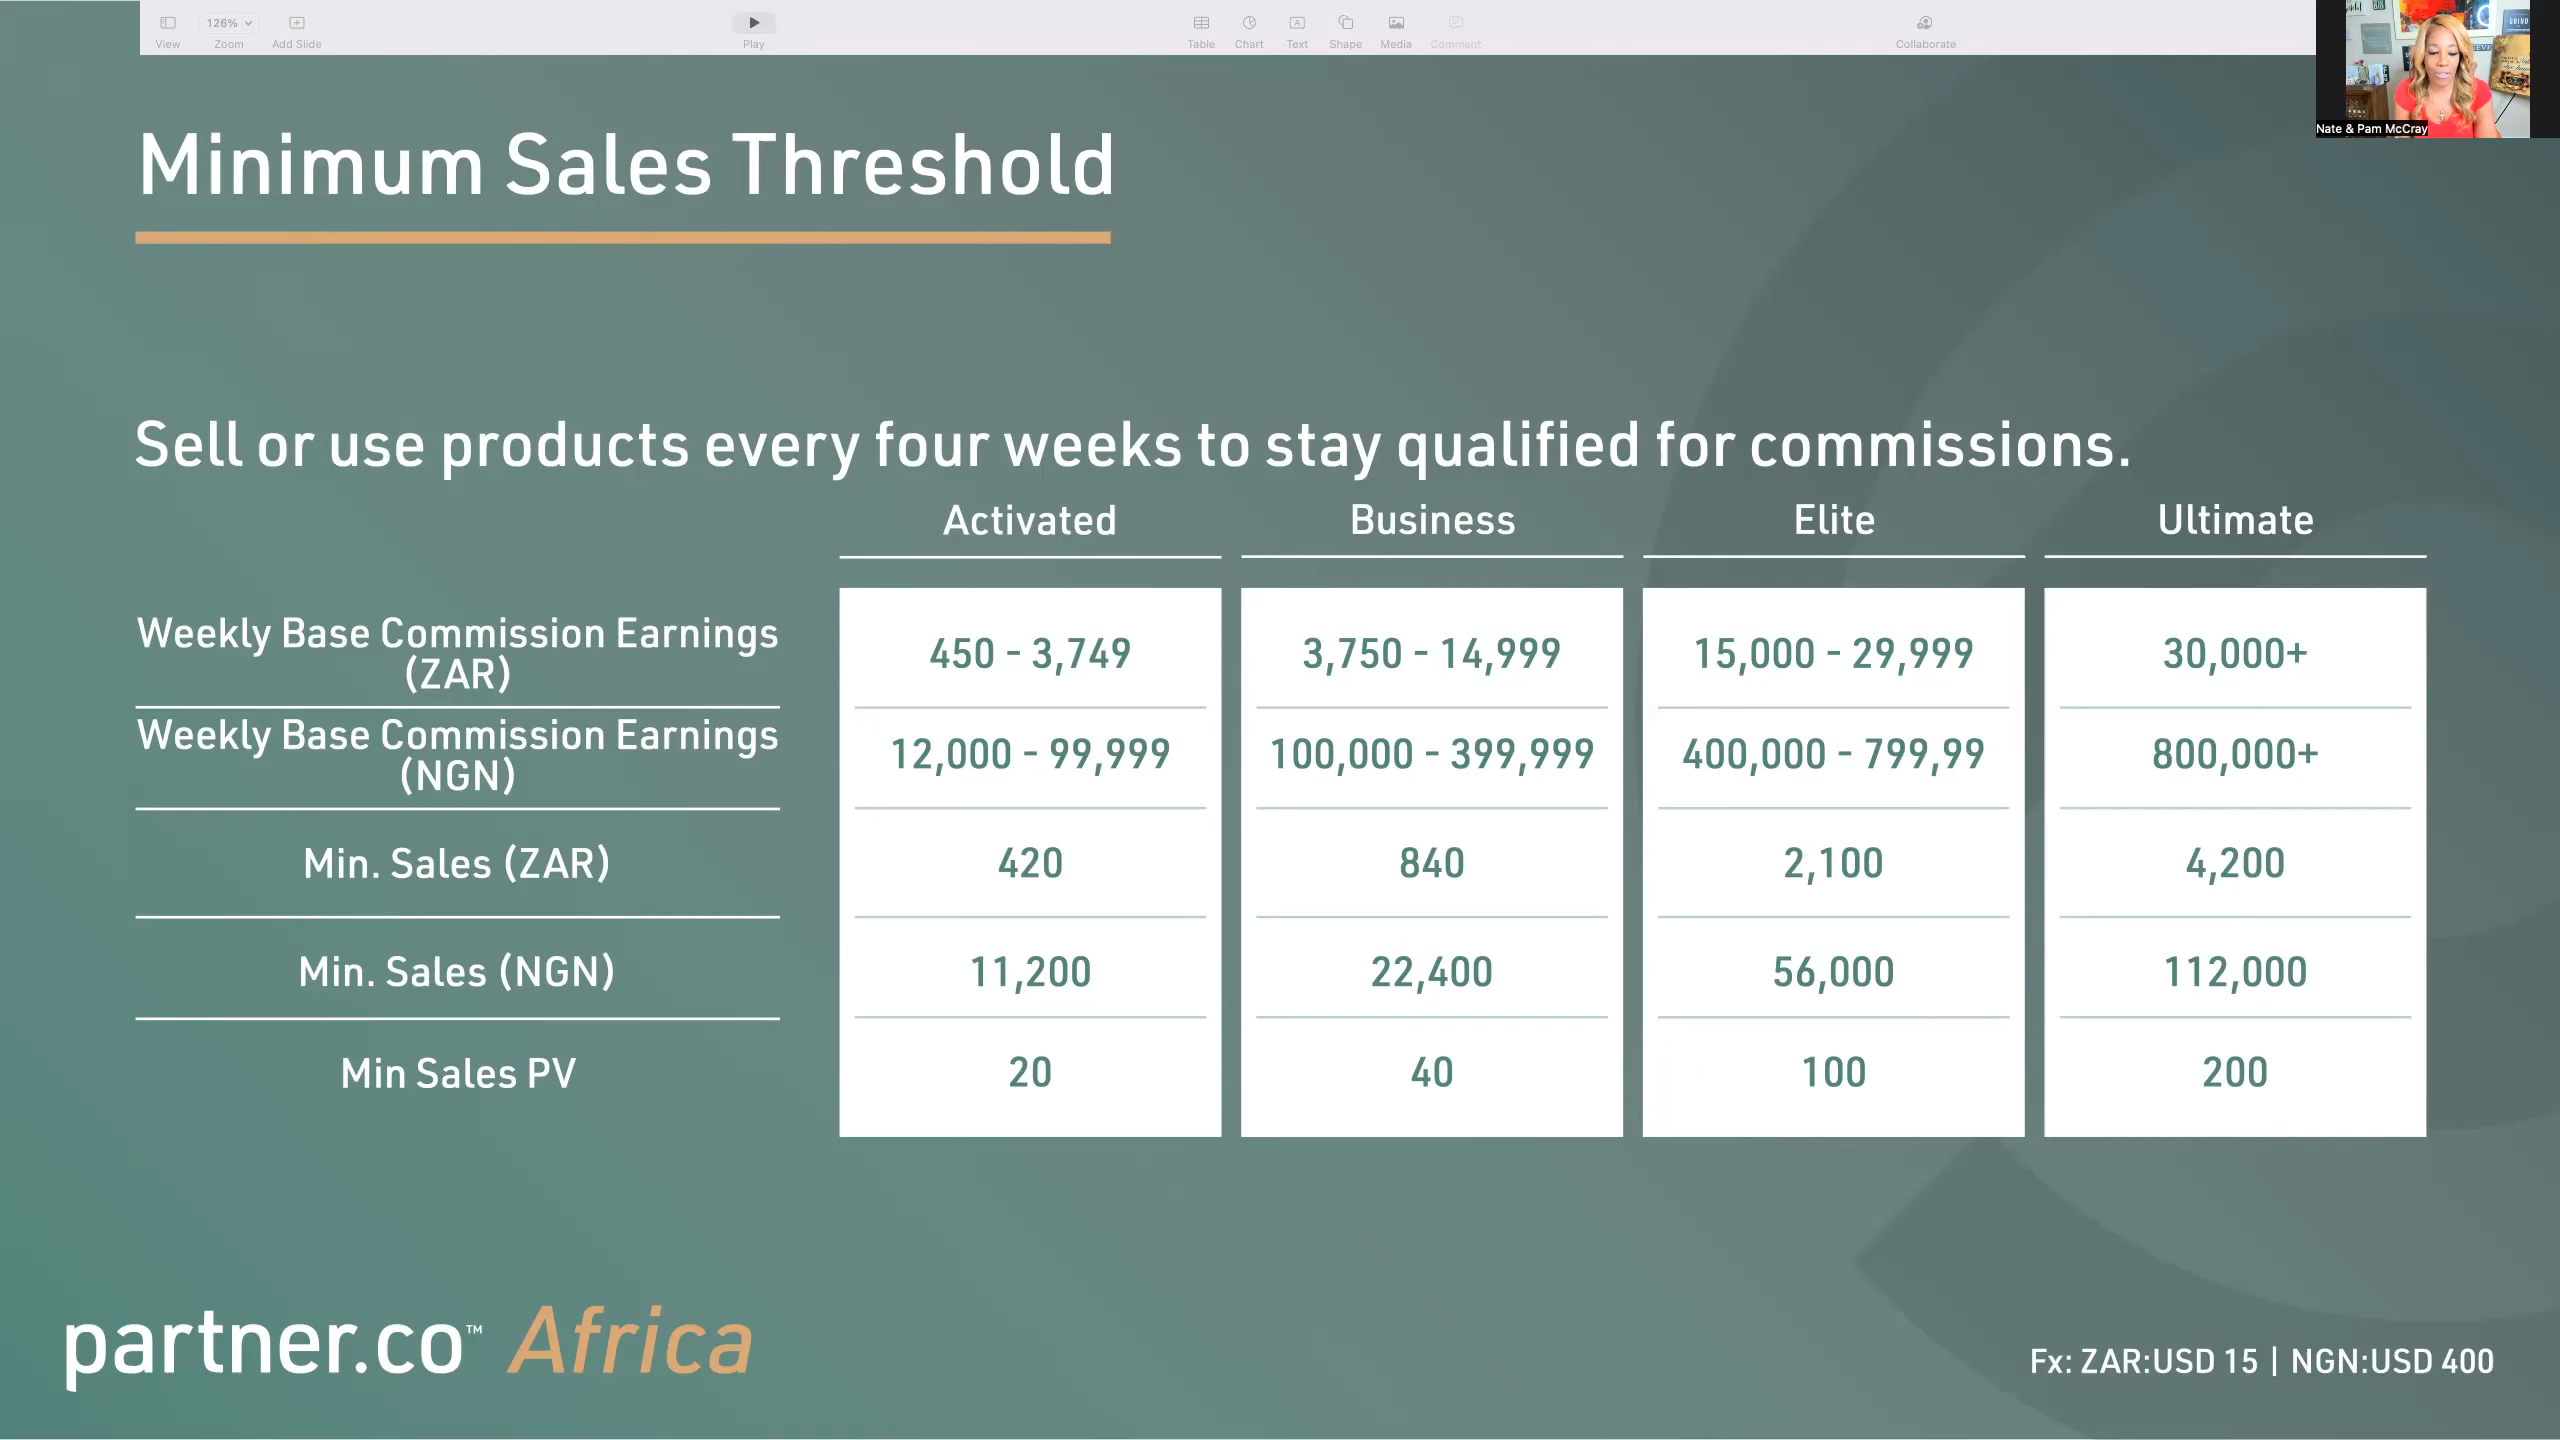 View
126%
Zoom
Add Slide
Play
Table
Chart
Text
Shape
Media
Comment
Collaborate
GRIND
Nate & Pam McCray
Minimum Sales Threshold
Sell or use products every four weeks to stay qualified for commissions.
Activated Business Elite Ultimate
Weekly Base Commission Earnings
(ZAR)
450 - 3,749 3,750 - 14,999 15,000 - 29,999 30,000+
Weekly Base Commission Earnings
(NGN)
12,000 - 99,999 100,000 - 399,999 400,000 - 799,99 800,000+
Min. Sales (ZAR) 420 840 2,100 4,200
Min. Sales (NGN) 11,200 22,400 56,000 112,000
Min Sales PV 20 40 100 200
partner.co™ Africa
Fx: ZAR:USD 15 | NGN:USD 400